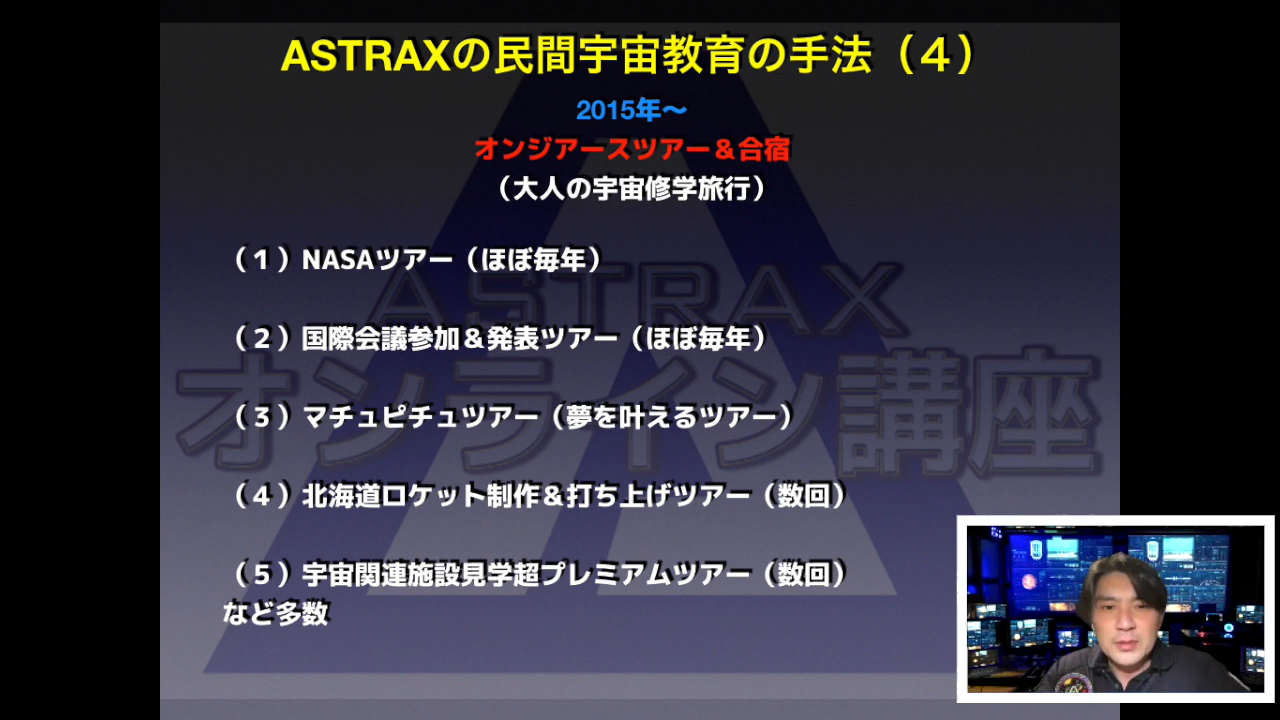 ASTRAXの民間宇宙教育の手法（４）
2015年〜
オンジアースツアー＆合宿
（大人の宇宙修学旅行）
（１）NASAツアー（ほぼ毎年）
（２）国際会議参加＆発表ツアー（ほぼ毎年）
（３）マチュピチュツアー（夢を叶えるツアー）
（４）北海道ロケット制作＆打ち上げツアー（数回）
（５）宇宙関連施設見学超プレミアムツアー（数回）
など多数
ASTRAX
オンライン講座